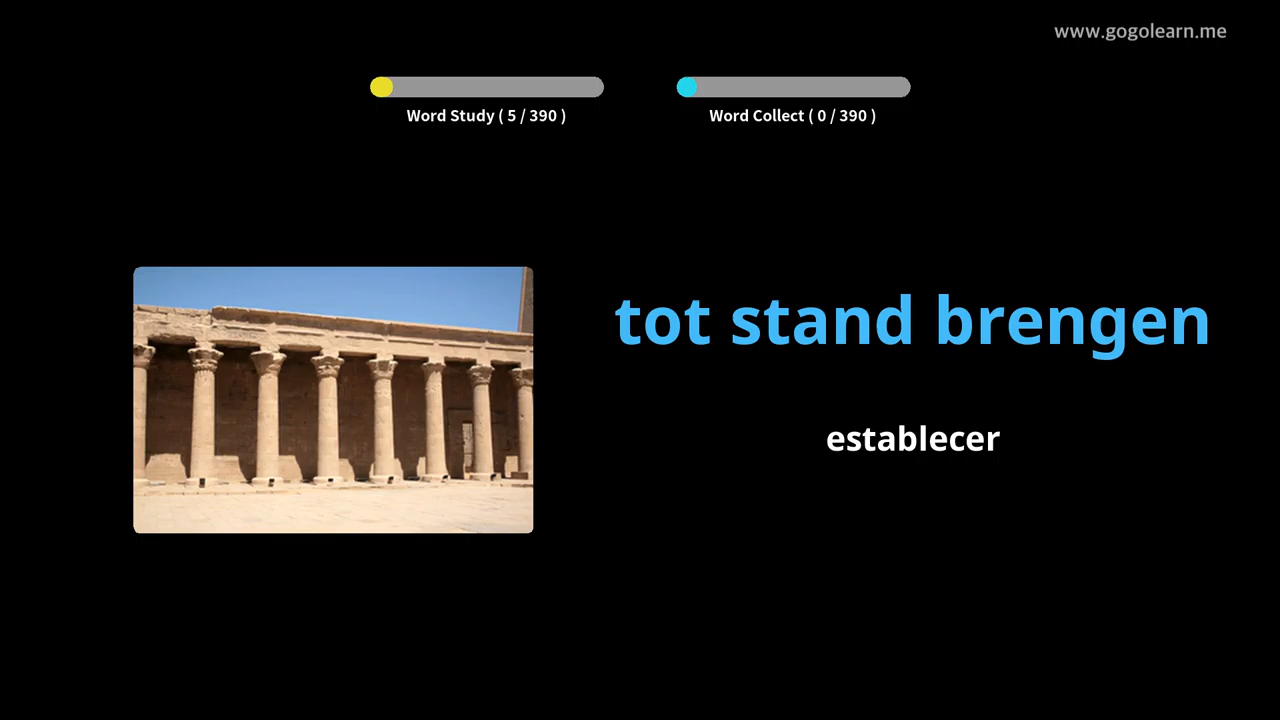 www.gogolearn.me
Word Study ( 5 / 390 )
Word Collect ( 0 / 390 )
tot stand brengen
establecer